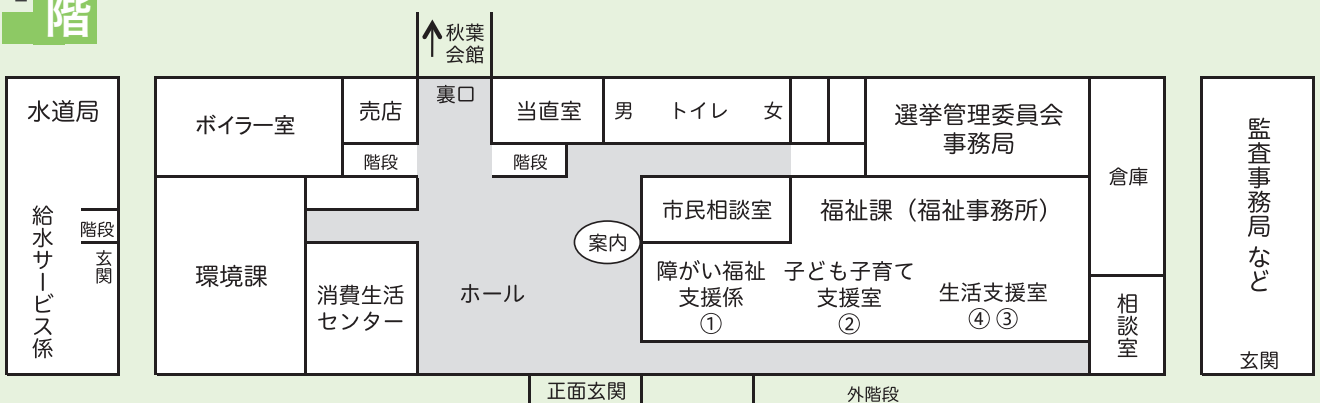 階
秋葉
会館
水道局
給水サービス係
階段
玄関
ボイラー室
売店
裏口
当直室
男 トイレ 女
選挙管理委員会
事務局
倉庫
階段
階段
環境課
消費生活
センター
ホール
案内
市民相談室
福祉課(福祉事務所)
障がい福祉
支援係
①
子ども子育て
支援室
②
生活支援室
④③
相談室
監査事務局など
玄関
正面玄関
外階段